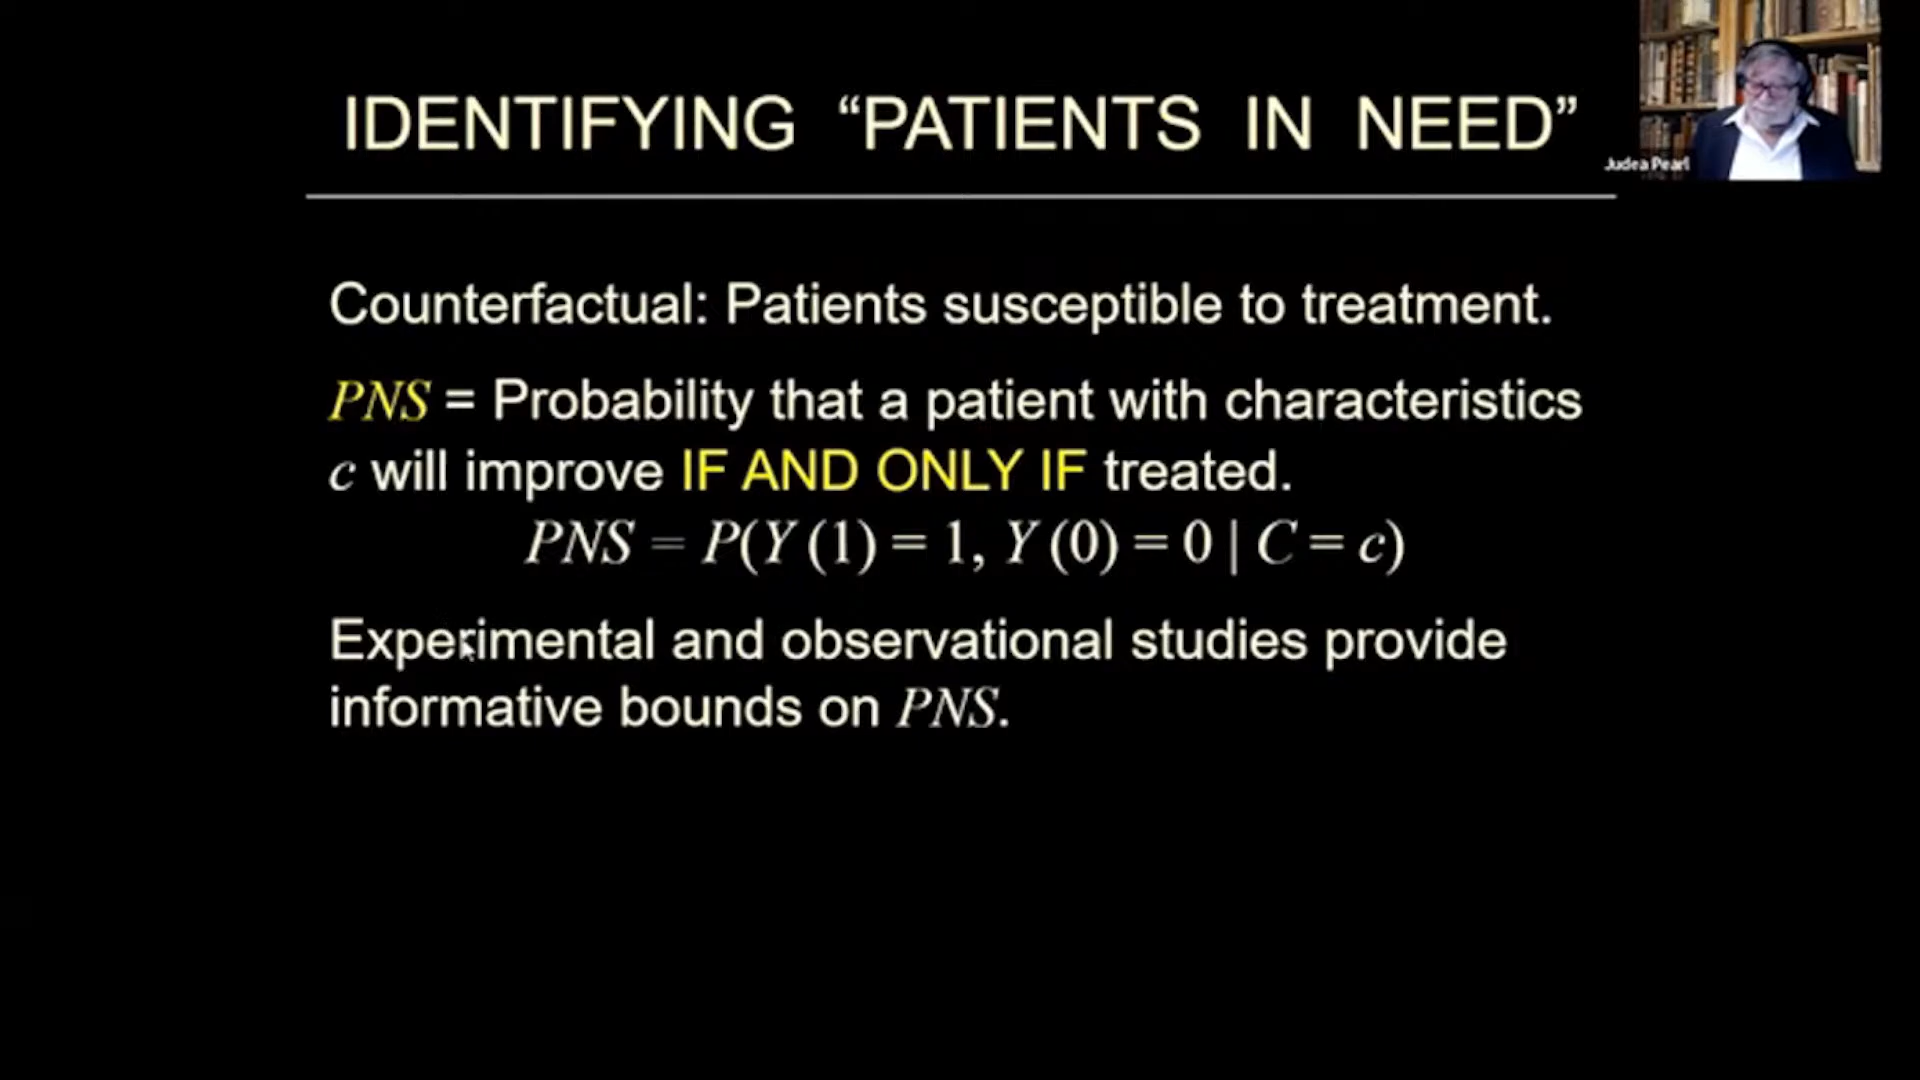 IDENTIFYING “PATIENTS IN NEED”
Judea Pearl
Counterfactual: Patients susceptible to treatment.
PNS = Probability that a patient with characteristics
c will improve IF AND ONLY IF treated.
PNS = P(Y (1) = 1, Y (0) = 0 | C = c)
Experimental and observational studies provide
informative bounds on PNS.